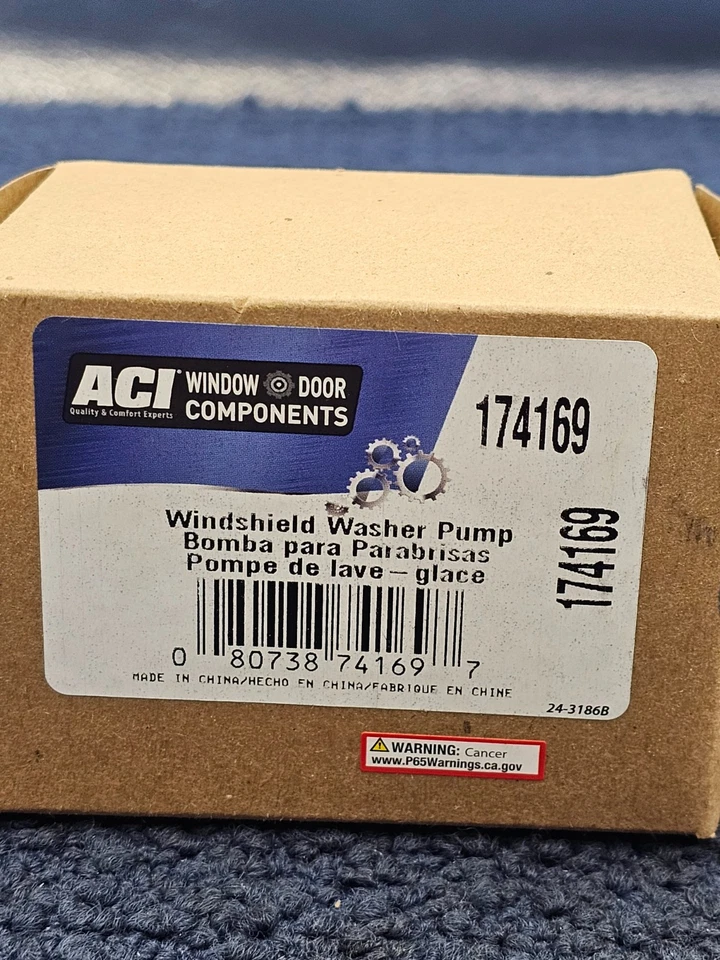 ACI® WINDOW DOOR
Quality & Comfort Experts COMPONENTS
174169
Windshield Washer Pump
Bomba para Parabrisas
Pompe de lave-glace
174169
0 80738 74169 7
MADE IN CHINA/HECHO EN CHINA/FABRIQUE EN CHINE
24-3186B
WARNING: Cancer
www.P65Warnings.ca.gov